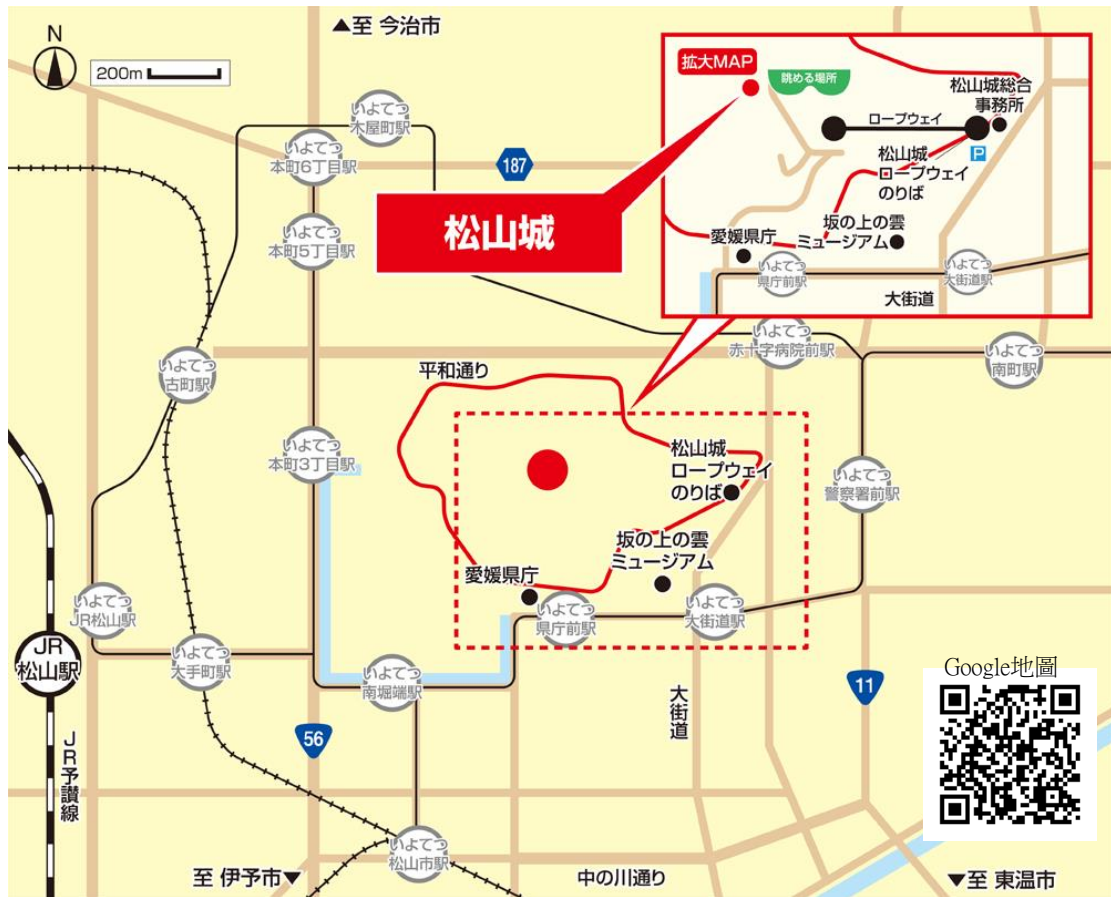 ▲至 今治市
N
200m
いよてつ
木屋町駅
いよてつ
本町6丁目駅
187
いよてつ
本町5丁目駅
松山城
拡大MAP
眺める場所
松山城総合
事務所
ロープウェイ
P
松山城
ロープウェイ
のりば
坂の上の雲
ミュージアム
愛媛県庁
いよてつ
県庁前駅
いよてつ
大街道駅
大街道
いよてつ
赤十字病院前駅
いよてつ
南町駅
いよてつ
古町駅
平和通り
いよてつ
本町3丁目駅
松山城
ロープウェイ
のりば
いよてつ
警察署前駅
坂の上の雲
ミュージアム
愛媛県庁
いよてつ
県庁前駅
いよてつ
大街道駅
いよてつ
JR松山駅
JR
松山駅
いよてつ
大手町駅
いよてつ
南堀端駅
大街道
11
Google地圖
56
JR予讃線
いよてつ
松山市駅
至 伊予市▼
中の川通り
▼至 東温市